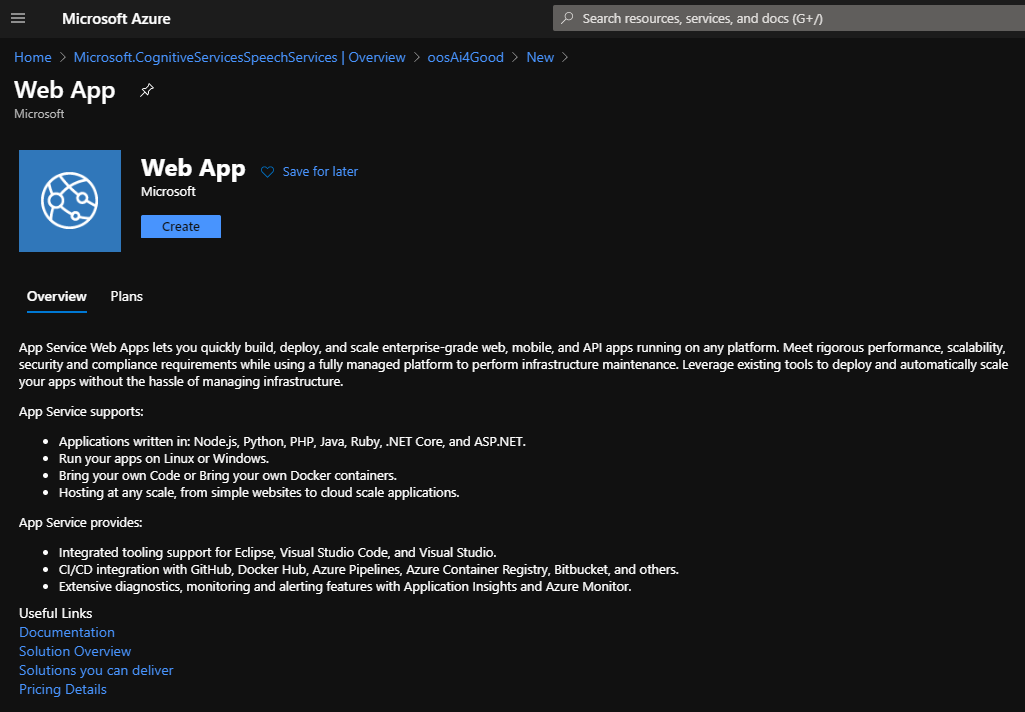 Microsoft Azure
Search resources, services, and docs (G+/)
Home > Microsoft.CognitiveServicesSpeechServices | Overview > oosAi4Good > New >
Web App
Microsoft
Web App
Save for later
Microsoft
Create
Overview Plans
App Service Web Apps lets you quickly build, deploy, and scale enterprise-grade web, mobile, and API apps running on any platform. Meet rigorous performance, scalability,
security and compliance requirements while using a fully managed platform to perform infrastructure maintenance. Leverage existing tools to deploy and automatically scale
your apps without the hassle of managing infrastructure.
App Service supports:
• Applications written in: Node.js, Python, PHP, Java, Ruby, .NET Core, and ASP.NET.
• Run your apps on Linux or Windows.
• Bring your own Code or Bring your own Docker containers.
• Hosting at any scale, from simple websites to cloud scale applications.
App Service provides:
• Integrated tooling support for Eclipse, Visual Studio Code, and Visual Studio.
• CI/CD integration with GitHub, Docker Hub, Azure Pipelines, Azure Container Registry, Bitbucket, and others.
• Extensive diagnostics, monitoring and alerting features with Application Insights and Azure Monitor.
Useful Links
Documentation
Solution Overview
Solutions you can deliver
Pricing Details